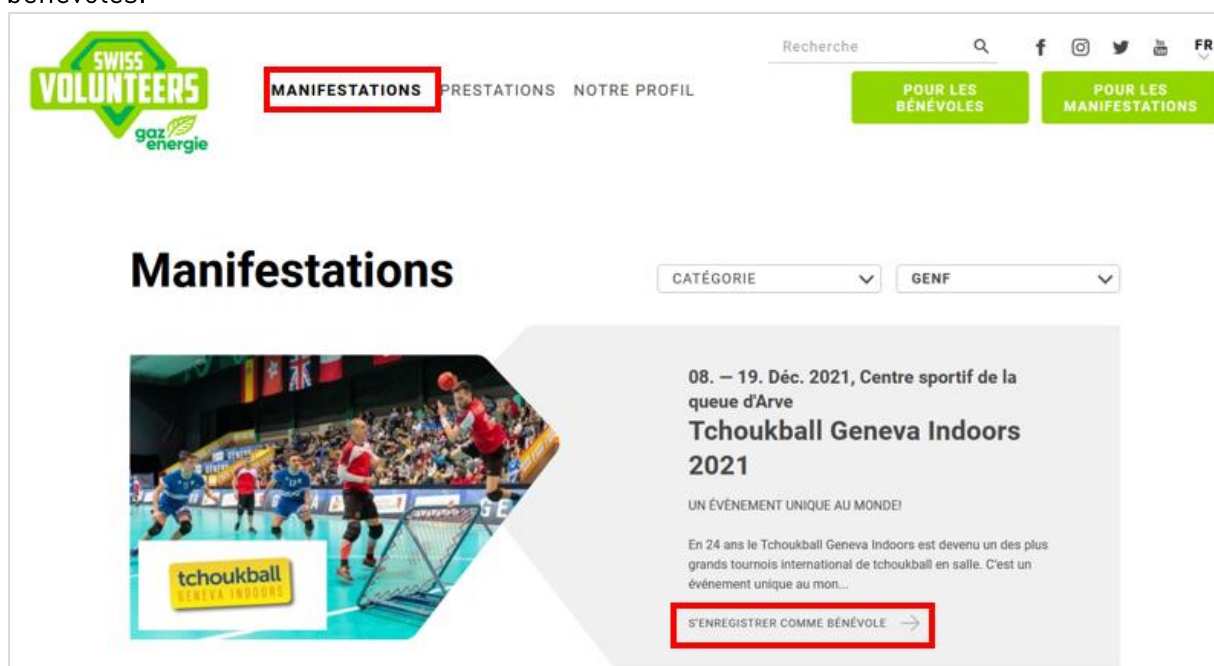 bénévoles.
SWISS
VOLUNTEERS
gaz
energie
Recherche
FR
MANIFESTATIONS PRESTATIONS NOTRE PROFIL
POUR LES
BÉNÉVOLES
POUR LES
MANIFESTATIONS
Manifestations
CATÉGORIE
GENF
08. — 19. Déc. 2021, Centre sportif de la
queue d'Arve
Tchoukball Geneva Indoors
2021
UN ÉVÈNEMENT UNIQUE AU MONDE!
En 24 ans le Tchoukball Geneva Indoors est devenu un des plus
grands tournois international de tchoukball en salle. C'est un
événement unique au mon...
S'ENREGISTRER COMME BÉNÉVOLE
tchoukball
GENEVA INDOORS